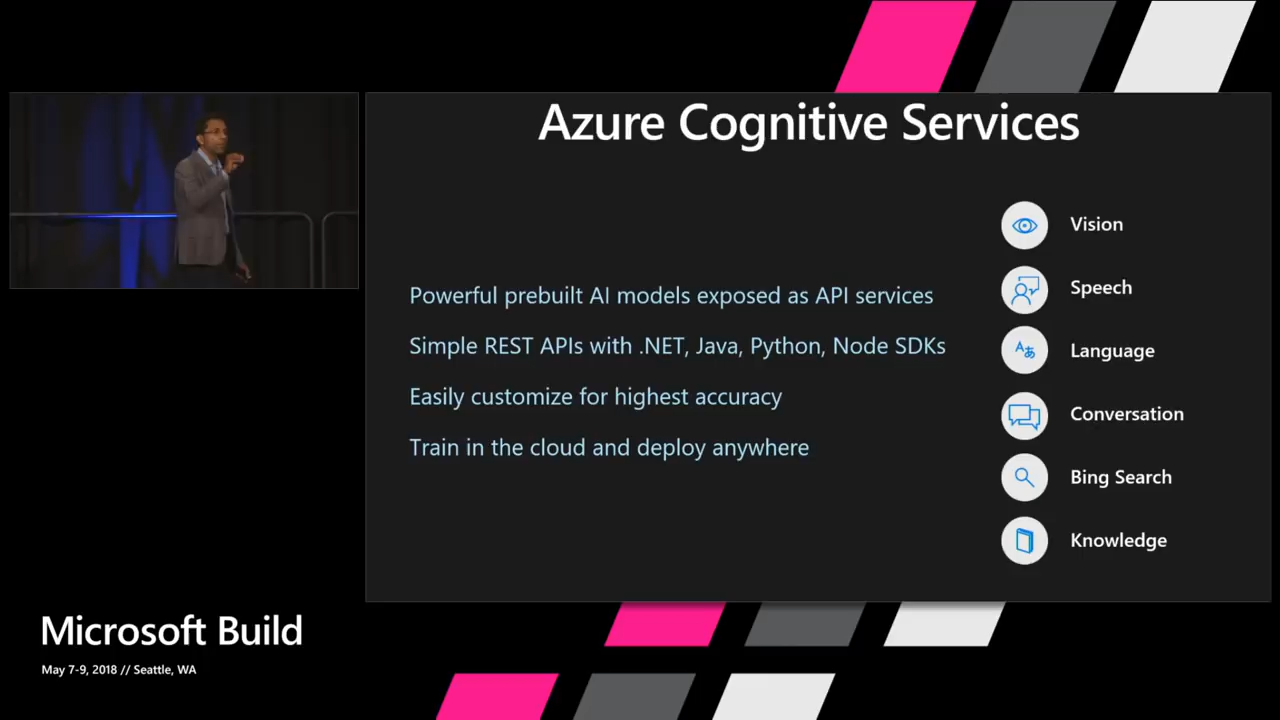 Azure Cognitive Services
Powerful prebuilt AI models exposed as API services
Simple REST APIs with .NET, Java, Python, Node SDKs
Easily customize for highest accuracy
Train in the cloud and deploy anywhere
Vision
Speech
Language
Conversation
Bing Search
Knowledge
Microsoft Build
May 7-9, 2018 // Seattle, WA